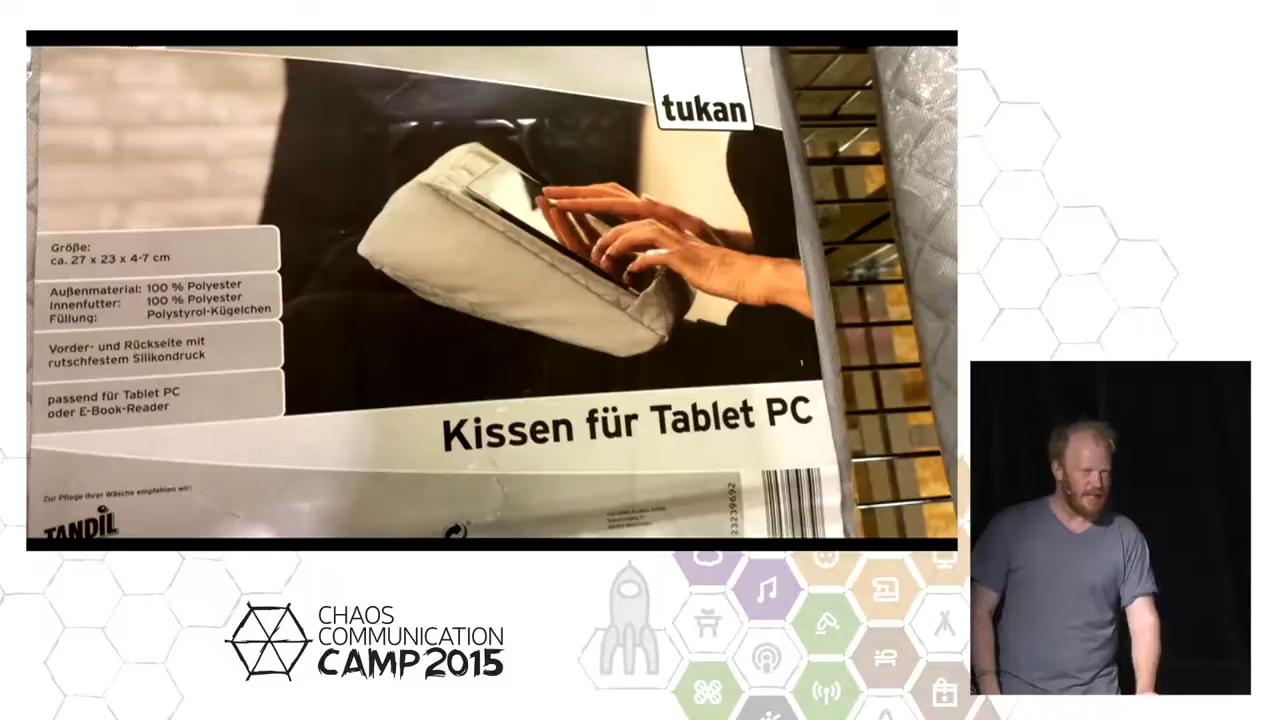 tukan
Größe:
ca. 27 x 23 x 4-7 cm
Außenmaterial: 100 % Polyester
Innenfutter: 100 % Polyester
Füllung: Polystyrol-Kügelchen
Vorder- und Rückseite mit
rutschfestem Silikondruck
passend für Tablet PC
oder E-Book-Reader
Kissen für Tablet PC
Zur Pflege Ihrer Wäsche empfehlen wir:
TANDIL
23239692
CHAOS
COMMUNICATION
CAMP 2015